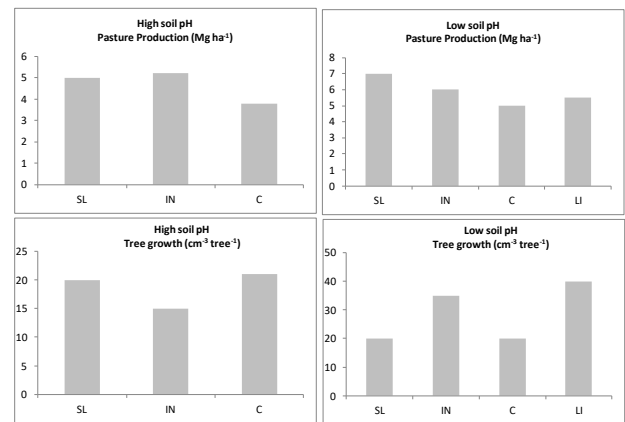 High soil pH
Pasture Production (Mg ha⁻¹)
6
5
4
3
2
1
0
SL IN C
Low soil pH
Pasture Production (Mg ha⁻¹)
8
7
6
5
4
3
2
1
0
SL IN C LI
High soil pH
Tree growth (cm⁻³ tree⁻¹)
25
20
15
10
5
0
SL IN C
Low soil pH
Tree growth (cm⁻³ tree⁻¹)
50
40
30
20
10
0
SL IN C LI